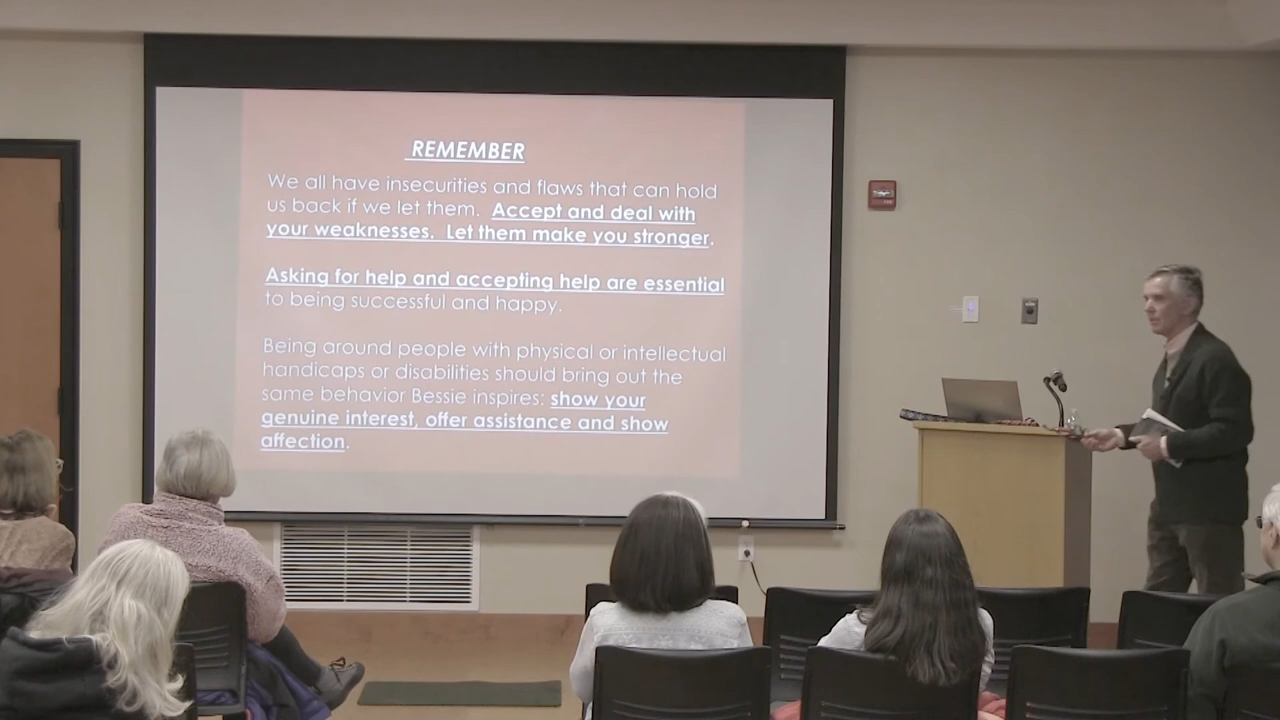 REMEMBER
We all have insecurities and flaws that can hold
us back if we let them. Accept and deal with
your weaknesses. Let them make you stronger.
Asking for help and accepting help are essential
to being successful and happy.
Being around people with physical or intellectual
handicaps or disabilities should bring out the
same behavior Bessie inspires: show your
genuine interest, offer assistance and show
affection.